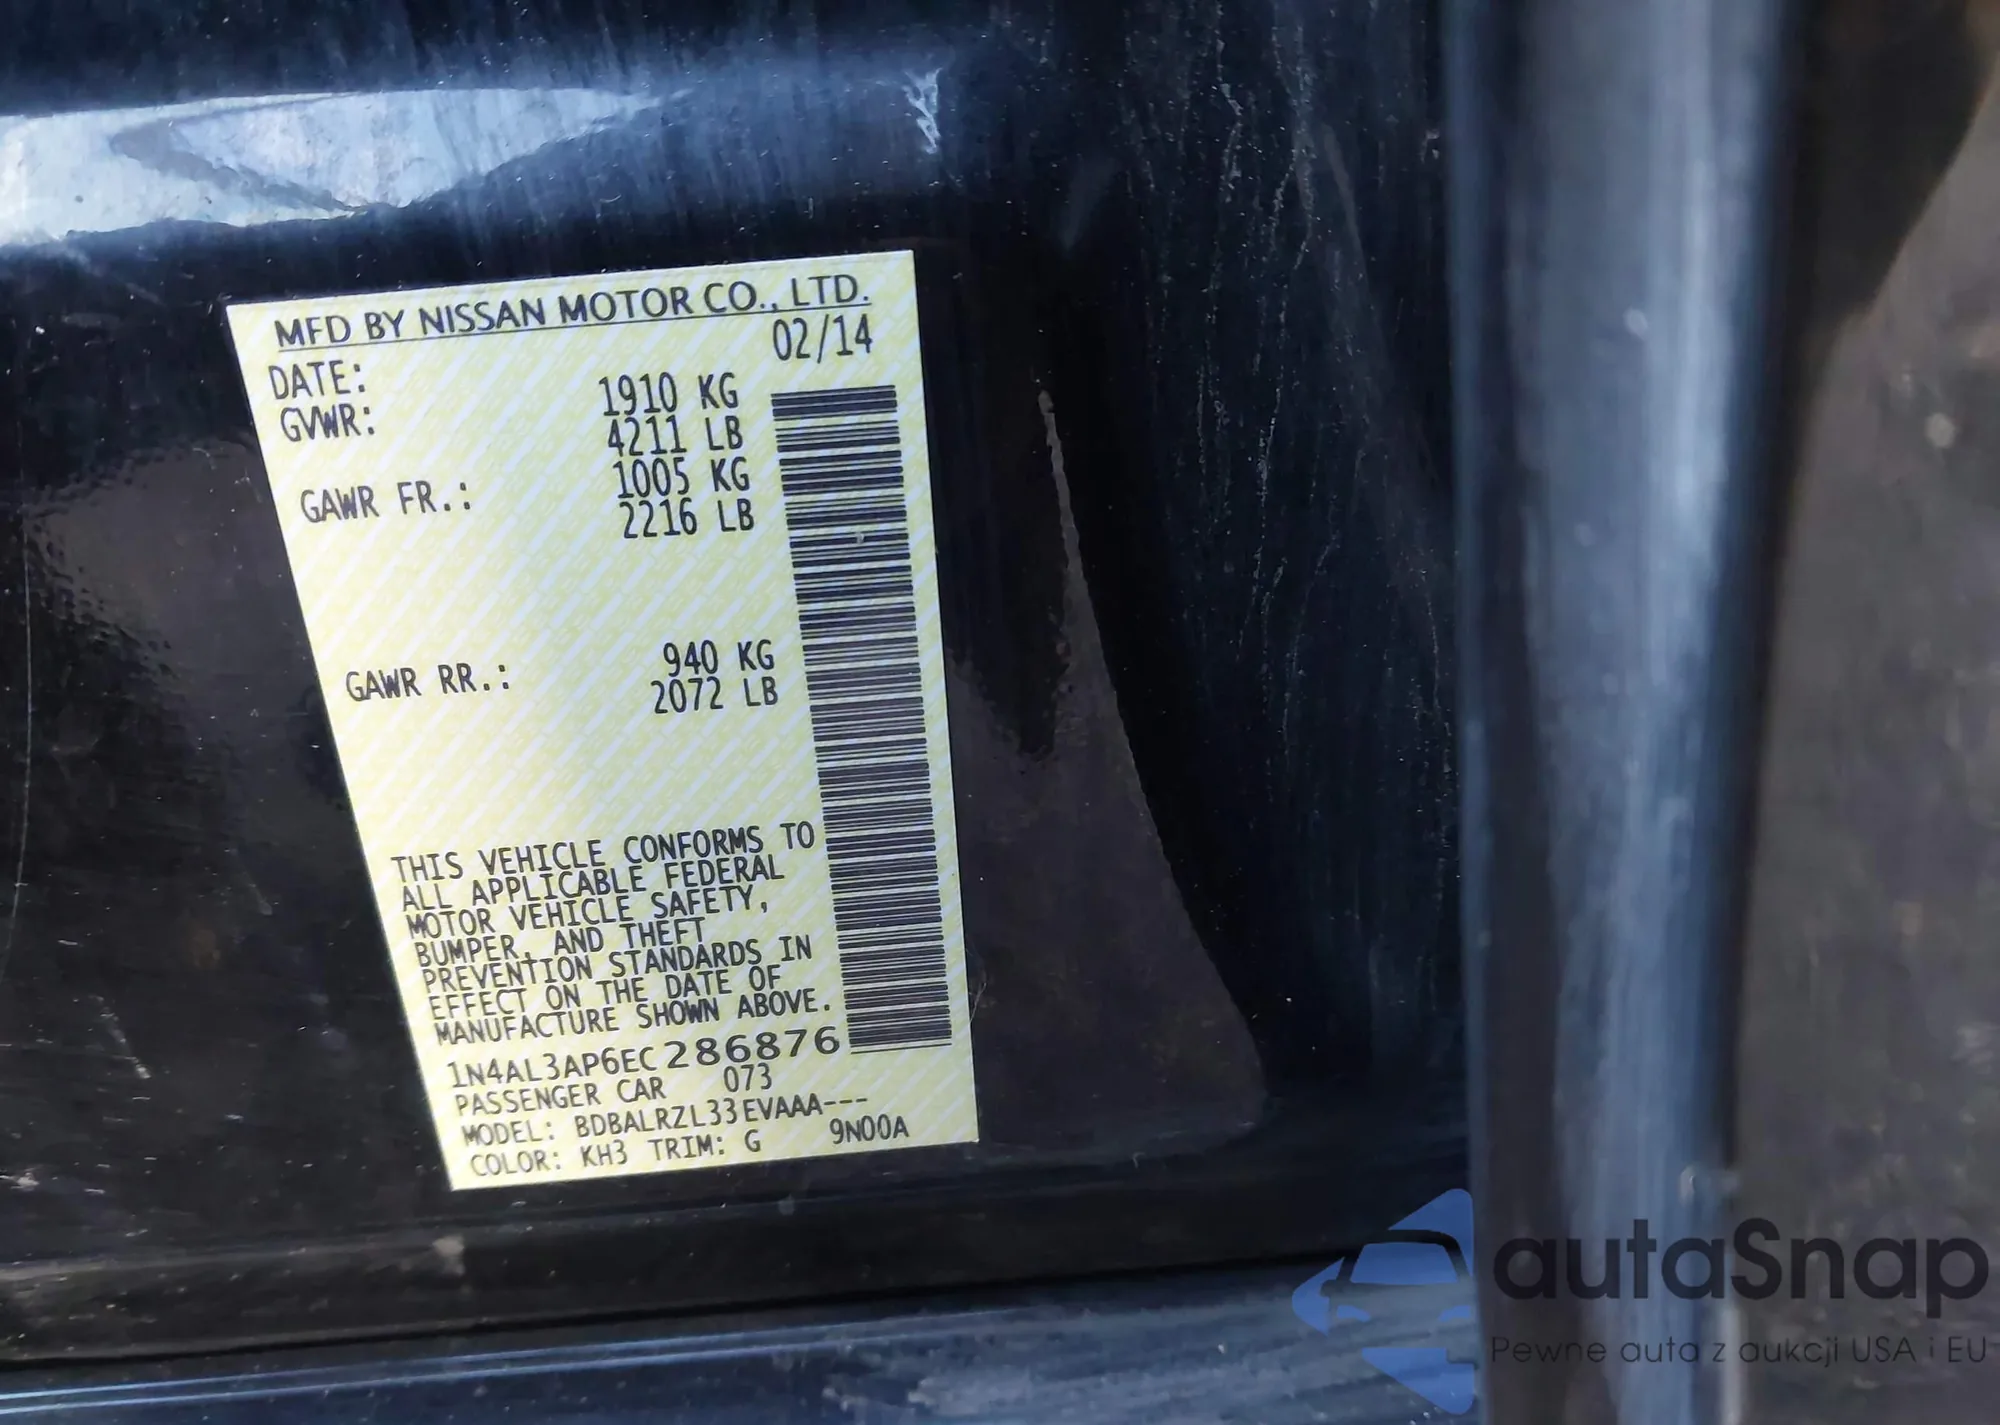 MFD BY NISSAN MOTOR CO., LTD.
DATE: 02/14
GVWR: 1910 KG
4211 LB
GAWR FR.: 1005 KG
2216 LB
GAWR RR.: 940 KG
2072 LB
THIS VEHICLE CONFORMS TO
ALL APPLICABLE FEDERAL
MOTOR VEHICLE SAFETY,
BUMPER, AND THEFT
PREVENTION STANDARDS IN
EFFECT ON THE DATE OF
MANUFACTURE SHOWN ABOVE.
1N4AL3AP6EC286876
PASSENGER CAR 073
MODEL: BDBALRZL33EVAAA---
COLOR: KH3 TRIM: G 9N00A
autaSnap
Pewne auta z aukcji USA i EU